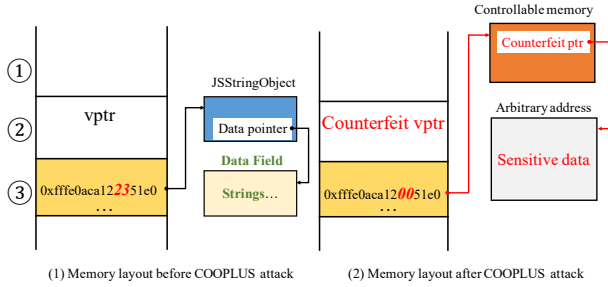 ①
②
③
vptr
0xfffe0aca122351e0
...
JSStringObject
Data pointer
Data Field
Strings...
(1) Memory layout before COOPLUS attack
Counterfeit vptr
0xfffe0aca120051e0
...
Controllable memory
Counterfeit ptr
Arbitrary address
Sensitive data
(2) Memory layout after COOPLUS attack